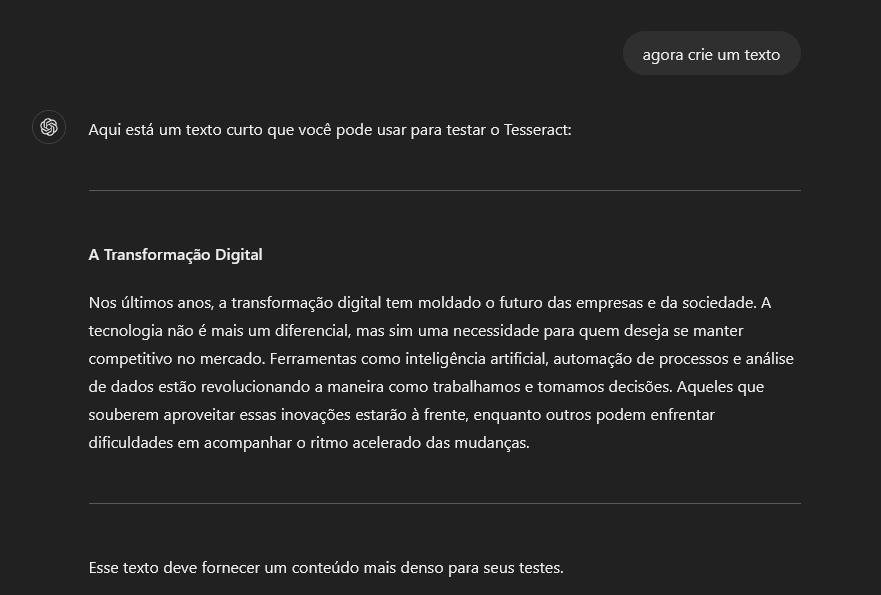 agora crie um texto
Aqui está um texto curto que você pode usar para testar o Tesseract:
A Transformação Digital
Nos últimos anos, a transformação digital tem moldado o futuro das empresas e da sociedade. A
tecnologia não é mais um diferencial, mas sim uma necessidade para quem deseja se manter
competitivo no mercado. Ferramentas como inteligência artificial, automação de processos e análise
de dados estão revolucionando a maneira como trabalhamos e tomamos decisões. Aqueles que
souberem aproveitar essas inovações estarão à frente, enquanto outros podem enfrentar
dificuldades em acompanhar o ritmo acelerado das mudanças.
Esse texto deve fornecer um conteúdo mais denso para seus testes.